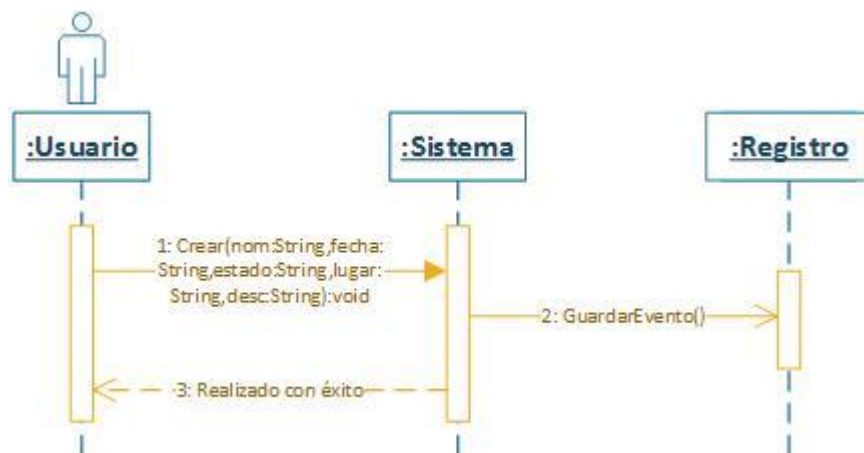 :Usuario
:Sistema
:Registro
1: Crear(nom:String,fecha:
String,estado:String,lugar:
String,desc:String):void
2: GuardarEvento()
3: Realizado con éxito